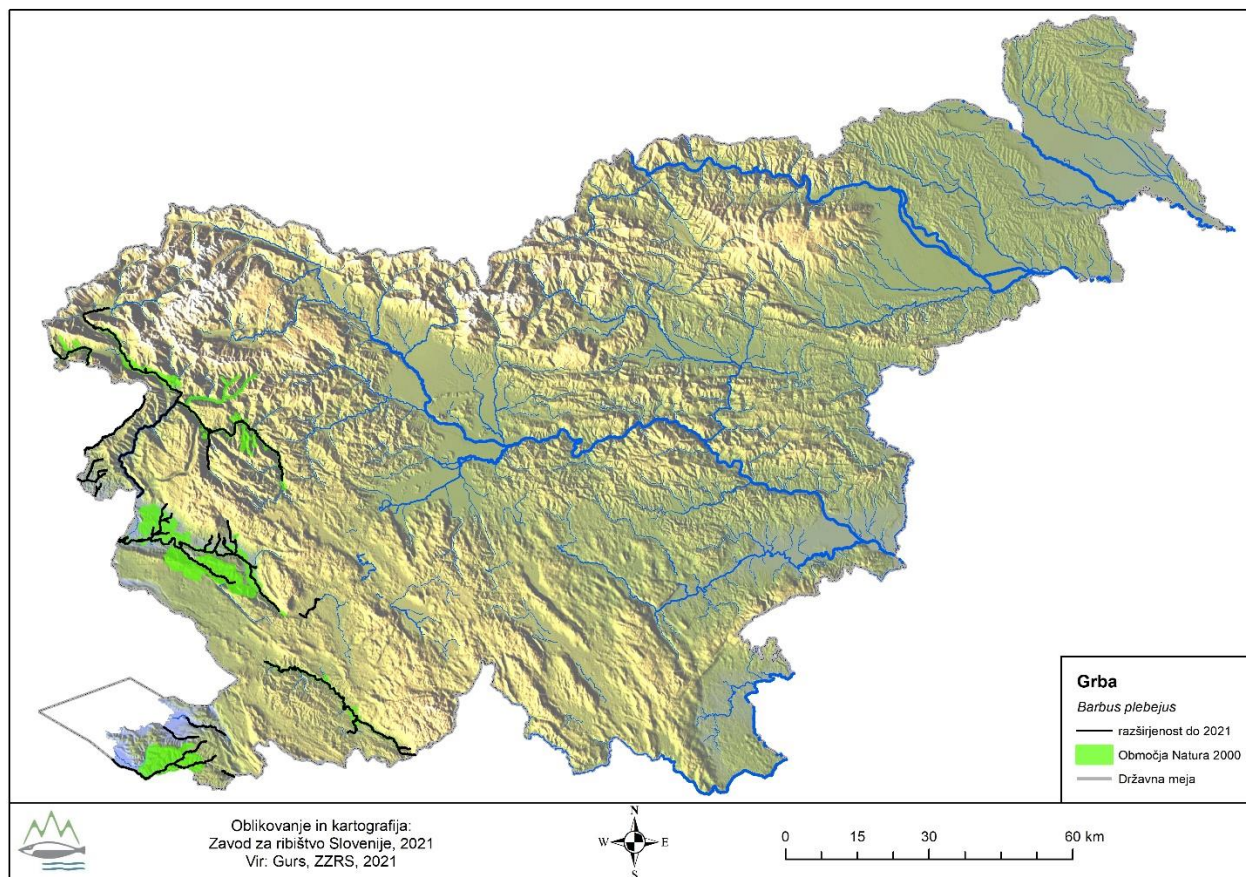 Grba
Barbus plebejus
razširjenost do 2021
Območja Natura 2000
Državna meja
Oblikovanje in kartografija:
Zavod za ribištvo Slovenije, 2021
Vir: Gurs, ZZRS, 2021
N
W E
S
0 15 30 60 km